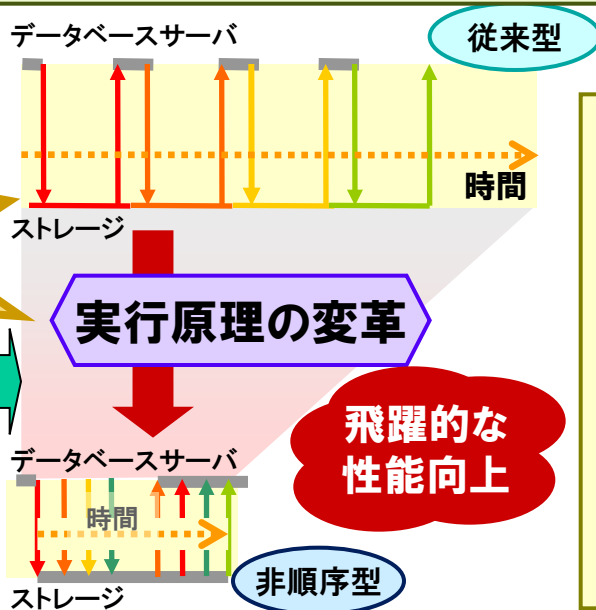 データベースサーバ
従来型
時間
ストレージ
実行原理の変革
飛躍的な
性能向上
データベースサーバ
時間
非順序型
ストレージ